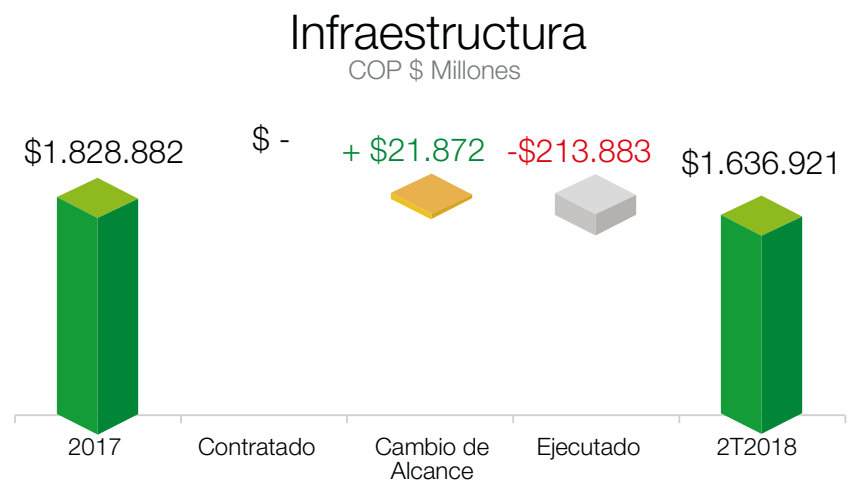 Infraestructura
COP $ Millones
$1.828.882
$ -
+ $21.872
-$213.883
$1.636.921
2017
Contratado
Cambio de
Alcance
Ejecutado
2T2018